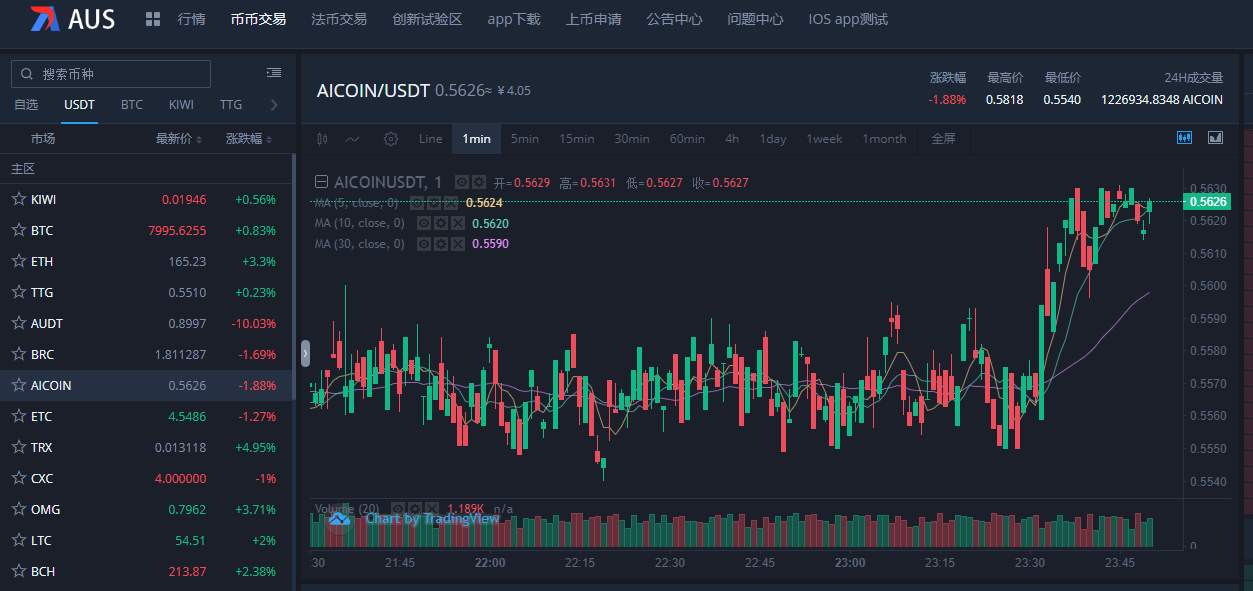 AUS 行情 币币交易 法币交易 创新试验区 app下载 上币申请 公告中心 问题中心 IOS app测试
搜索币种
自选 USDT BTC KIWI TTG
市场 最新价 涨跌幅
主区
KIWI 0.01946 +0.56%
BTC 7995.6255 +0.83%
ETH 165.23 +3.3%
TTG 0.5510 +0.23%
AUDT 0.8997 -10.03%
BRC 1.811287 -1.69%
AICOIN 0.5626 -1.88%
ETC 4.5486 -1.27%
TRX 0.013118 +4.95%
CXC 4.000000 -1%
OMG 0.7962 +3.71%
LTC 54.51 +2%
BCH 213.87 +2.38%
AICOIN/USDT 0.5626≈ ￥4.05
涨跌幅 最高价 最低价 24H成交量
-1.88% 0.5818 0.5540 1226934.8348 AICOIN
Line 1min 5min 15min 30min 60min 4h 1day 1week 1month 全屏
AICOINUSDT, 1 开=0.5629 高=0.5631 低=0.5627 收=0.5627
MA (5, close, 0) 0.5624
MA (10, close, 0) 0.5620
MA (30, close, 0) 0.5590
0.5630
0.5626
0.5620
0.5610
0.5600
0.5590
0.5580
0.5570
0.5560
0.5550
0.5540
Volume (20) 1.189K n/a
Chart by TradingView
0
:30 21:45 22:00 22:15 22:30 22:45 23:00 23:15 23:30 23:45